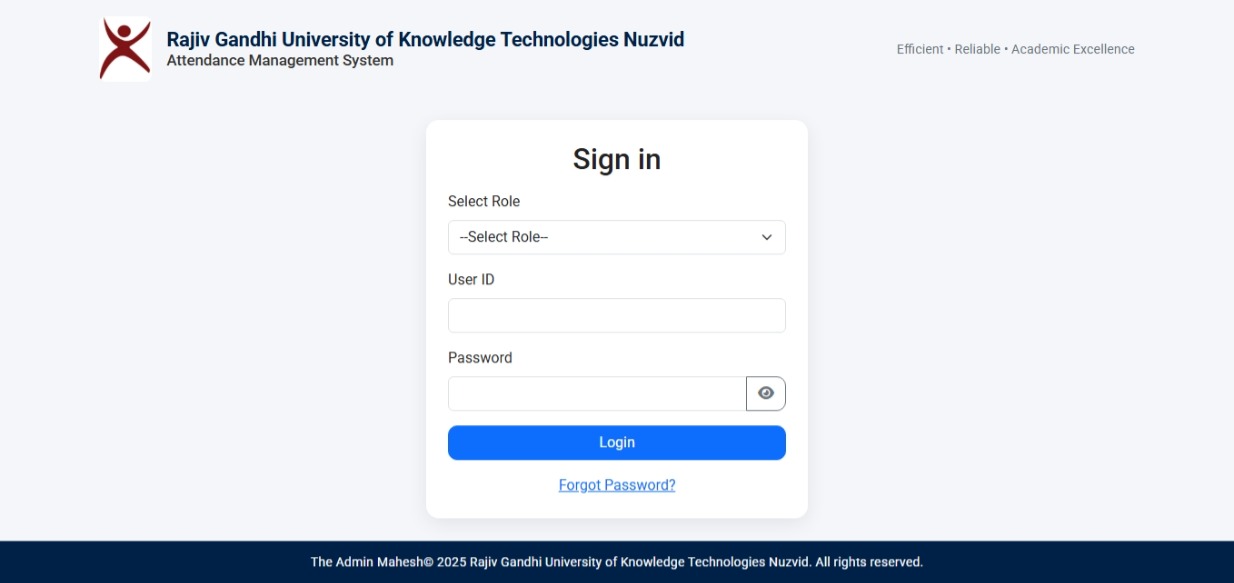 Rajiv Gandhi University of Knowledge Technologies Nuzvid
Attendance Management System
Efficient • Reliable • Academic Excellence
Sign in
Select Role
--Select Role--
User ID
Password
Login
Forgot Password?
The Admin Mahesh© 2025 Rajiv Gandhi University of Knowledge Technologies Nuzvid. All rights reserved.